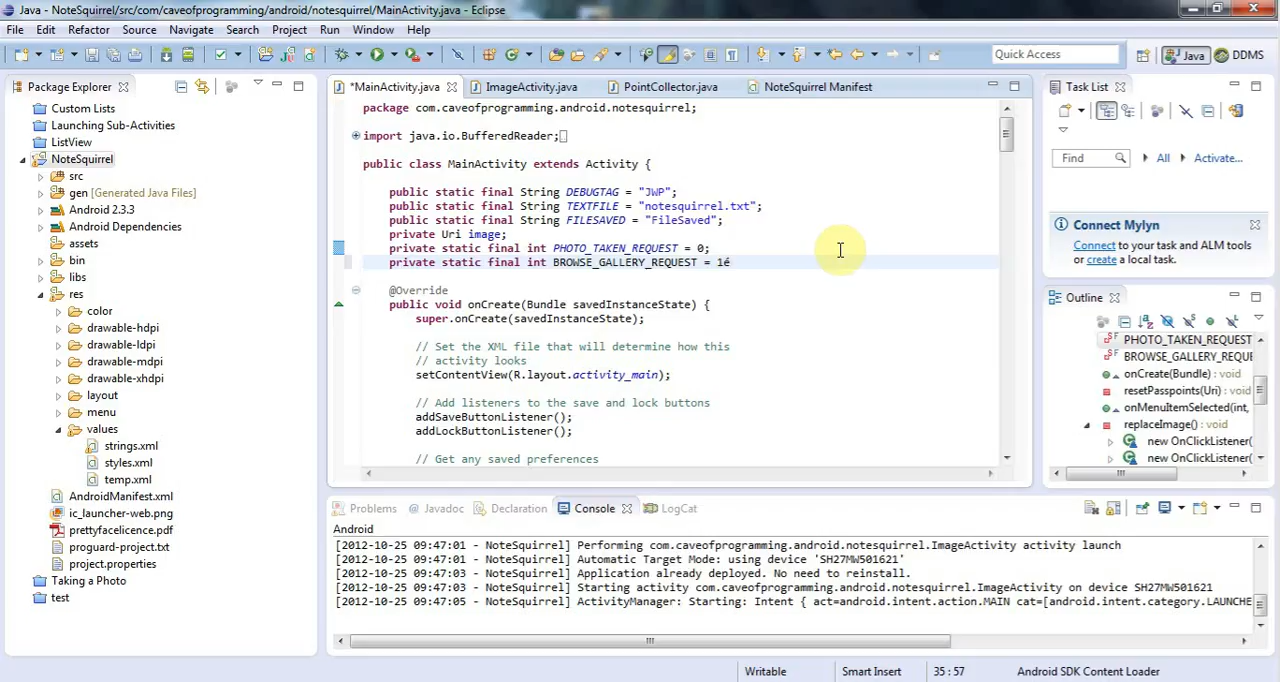 Java - NoteSquirrel/src/com/caveofprogramming/android/notesquirrel/MainActivity.java - Eclipse
File Edit Refactor Source Navigate Search Project Run Window Help
Quick Access
Java
DDMS
Package Explorer
Custom Lists
Launching Sub-Activities
ListView
NoteSquirrel
src
gen [Generated Java Files]
Android 2.3.3
Android Dependencies
assets
bin
libs
res
color
drawable-hdpi
drawable-ldpi
drawable-mdpi
drawable-xhdpi
layout
menu
values
strings.xml
styles.xml
temp.xml
AndroidManifest.xml
ic_launcher-web.png
prettyfacelicence.pdf
proguard-project.txt
project.properties
Taking a Photo
test
*MainActivity.java ImageActivity.java PointCollector.java NoteSquirrel Manifest
package com.caveofprogramming.android.notesquirrel;
import java.io.BufferedReader;
public class MainActivity extends Activity {
public static final String DEBUGTAG = "JWP";
public static final String TEXTFILE = "notesquirrel.txt";
public static final String FILESAVED = "FileSaved";
private Uri image;
private static final int PHOTO_TAKEN_REQUEST = 0;
private static final int BROWSE_GALLERY_REQUEST = 1é
@Override
public void onCreate(Bundle savedInstanceState) {
super.onCreate(savedInstanceState);
// Set the XML file that will determine how this
// activity looks
setContentView(R.layout.activity_main);
// Add listeners to the save and lock buttons
addSaveButtonListener();
addLockButtonListener();
// Get any saved preferences
Task List
Find All Activate...
Connect Mylyn
Connect to your task and ALM tools
or create a local task.
Outline
PHOTO_TAKEN_REQUEST
BROWSE_GALLERY_REQUE
onCreate(Bundle) : void
resetPasspoints(Uri) : void
onMenuItemSelected(int,
replaceImage() : void
new OnClickListener(
new OnClickListener(
Problems Javadoc Declaration Console LogCat
Android
[2012-10-25 09:47:01 - NoteSquirrel] Performing com.caveofprogramming.android.notesquirrel.ImageActivity activity launch
[2012-10-25 09:47:01 - NoteSquirrel] Automatic Target Mode: using device 'SH27MW501621'
[2012-10-25 09:47:03 - NoteSquirrel] Application already deployed. No need to reinstall.
[2012-10-25 09:47:03 - NoteSquirrel] Starting activity com.caveofprogramming.android.notesquirrel.ImageActivity on device SH27MW501621
[2012-10-25 09:47:05 - NoteSquirrel] ActivityManager: Starting: Intent { act=android.intent.action.MAIN cat=[android.intent.category.LAUNCHE
Writable Smart Insert 35 : 57 Android SDK Content Loader